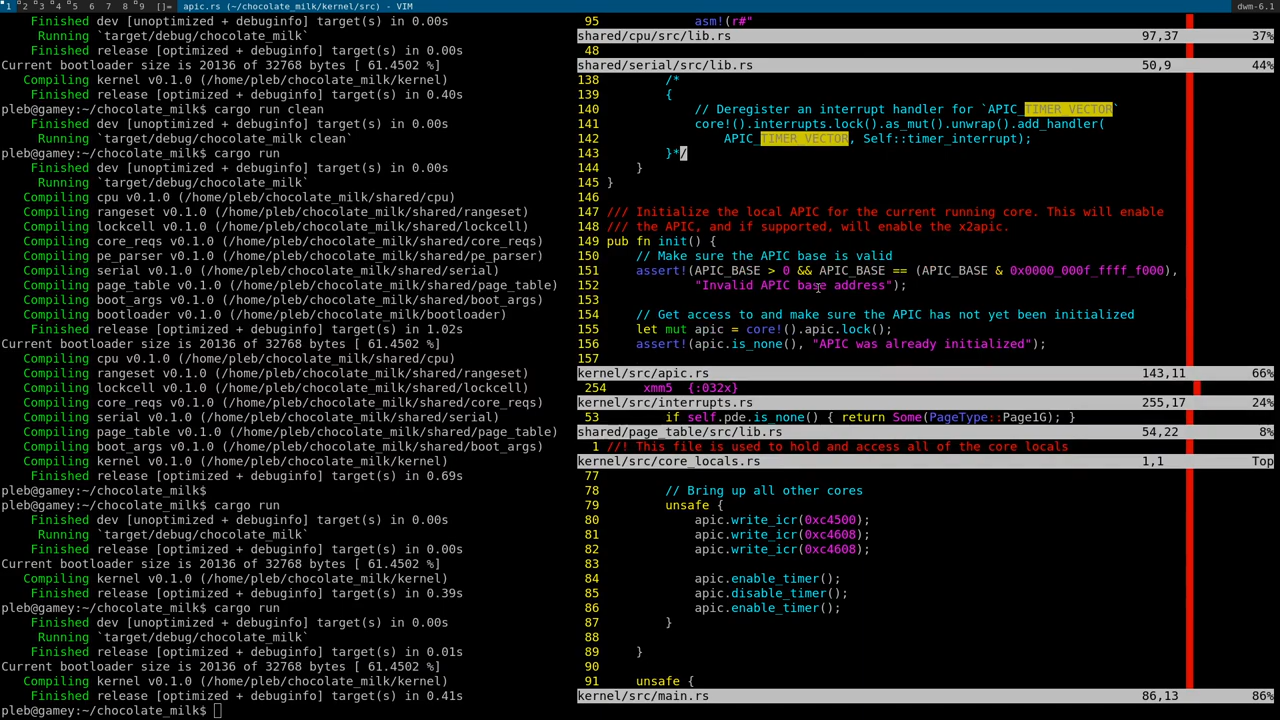 1 2 3 4 5 6 7 8 9 []= apic.rs (~/chocolate_milk/kernel/src) - VIM dwm-6.1
Finished dev [unoptimized + debuginfo] target(s) in 0.00s
Running `target/debug/chocolate_milk`
Finished release [optimized + debuginfo] target(s) in 0.00s
Current bootloader size is 20136 of 32768 bytes [ 61.4502 %]
Compiling kernel v0.1.0 (/home/pleb/chocolate_milk/kernel)
Finished release [optimized + debuginfo] target(s) in 0.40s
pleb@gamey:~/chocolate_milk$ cargo run clean
Finished dev [unoptimized + debuginfo] target(s) in 0.00s
Running `target/debug/chocolate_milk clean`
pleb@gamey:~/chocolate_milk$ cargo run
Finished dev [unoptimized + debuginfo] target(s) in 0.00s
Running `target/debug/chocolate_milk`
Compiling cpu v0.1.0 (/home/pleb/chocolate_milk/shared/cpu)
Compiling rangeset v0.1.0 (/home/pleb/chocolate_milk/shared/rangeset)
Compiling lockcell v0.1.0 (/home/pleb/chocolate_milk/shared/lockcell)
Compiling core_reqs v0.1.0 (/home/pleb/chocolate_milk/shared/core_reqs)
Compiling pe_parser v0.1.0 (/home/pleb/chocolate_milk/shared/pe_parser)
Compiling serial v0.1.0 (/home/pleb/chocolate_milk/shared/serial)
Compiling page_table v0.1.0 (/home/pleb/chocolate_milk/shared/page_table)
Compiling boot_args v0.1.0 (/home/pleb/chocolate_milk/shared/boot_args)
Compiling bootloader v0.1.0 (/home/pleb/chocolate_milk/bootloader)
Finished release [optimized + debuginfo] target(s) in 1.02s
Current bootloader size is 20136 of 32768 bytes [ 61.4502 %]
Compiling cpu v0.1.0 (/home/pleb/chocolate_milk/shared/cpu)
Compiling rangeset v0.1.0 (/home/pleb/chocolate_milk/shared/rangeset)
Compiling lockcell v0.1.0 (/home/pleb/chocolate_milk/shared/lockcell)
Compiling core_reqs v0.1.0 (/home/pleb/chocolate_milk/shared/core_reqs)
Compiling serial v0.1.0 (/home/pleb/chocolate_milk/shared/serial)
Compiling page_table v0.1.0 (/home/pleb/chocolate_milk/shared/page_table)
Compiling boot_args v0.1.0 (/home/pleb/chocolate_milk/shared/boot_args)
Compiling kernel v0.1.0 (/home/pleb/chocolate_milk/kernel)
Finished release [optimized + debuginfo] target(s) in 0.69s
pleb@gamey:~/chocolate_milk$
pleb@gamey:~/chocolate_milk$ cargo run
Finished dev [unoptimized + debuginfo] target(s) in 0.00s
Running `target/debug/chocolate_milk`
Finished release [optimized + debuginfo] target(s) in 0.00s
Current bootloader size is 20136 of 32768 bytes [ 61.4502 %]
Compiling kernel v0.1.0 (/home/pleb/chocolate_milk/kernel)
Finished release [optimized + debuginfo] target(s) in 0.39s
pleb@gamey:~/chocolate_milk$ cargo run
Finished dev [unoptimized + debuginfo] target(s) in 0.00s
Running `target/debug/chocolate_milk`
Finished release [optimized + debuginfo] target(s) in 0.01s
Current bootloader size is 20136 of 32768 bytes [ 61.4502 %]
Compiling kernel v0.1.0 (/home/pleb/chocolate_milk/kernel)
Finished release [optimized + debuginfo] target(s) in 0.41s
pleb@gamey:~/chocolate_milk$
95 asm!(r#"
shared/cpu/src/lib.rs 97,37 37%
48
shared/serial/src/lib.rs 50,9 44%
138 /*
139 {
140 // Deregister an interrupt handler for `APIC_TIMER_VECTOR`
141 core!().interrupts.lock().as_mut().unwrap().add_handler(
142 APIC_TIMER_VECTOR, Self::timer_interrupt);
143 }*/
144 }
145 }
146
147 /// Initialize the local APIC for the current running core. This will enable
148 /// the APIC, and if supported, will enable the x2apic.
149 pub fn init() {
150 // Make sure the APIC base is valid
151 assert!(APIC_BASE > 0 && APIC_BASE == (APIC_BASE & 0x0000_000f_ffff_f000),
152 "Invalid APIC base address");
153
154 // Get access to and make sure the APIC has not yet been initialized
155 let mut apic = core!().apic.lock();
156 assert!(apic.is_none(), "APIC was already initialized");
157
kernel/src/apic.rs 143,11 66%
254 xmm5 {:032x}
kernel/src/interrupts.rs 255,17 24%
53 if self.pde.is_none() { return Some(PageType::Page1G); }
shared/page_table/src/lib.rs 54,22 8%
1 //! This file is used to hold and access all of the core locals
kernel/src/core_locals.rs 1,1 Top
77
78 // Bring up all other cores
79 unsafe {
80 apic.write_icr(0xc4500);
81 apic.write_icr(0xc4608);
82 apic.write_icr(0xc4608);
83
84 apic.enable_timer();
85 apic.disable_timer();
86 apic.enable_timer();
87 }
88
89 }
90
91 unsafe {
kernel/src/main.rs 86,13 86%